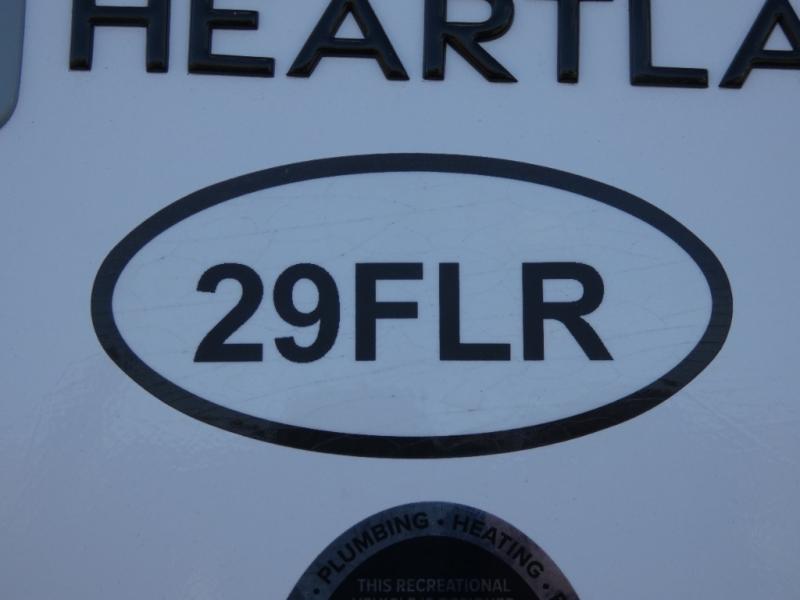 HEARTLA
29FLR
PLUMBING • HEATING •
THIS RECREATIONAL